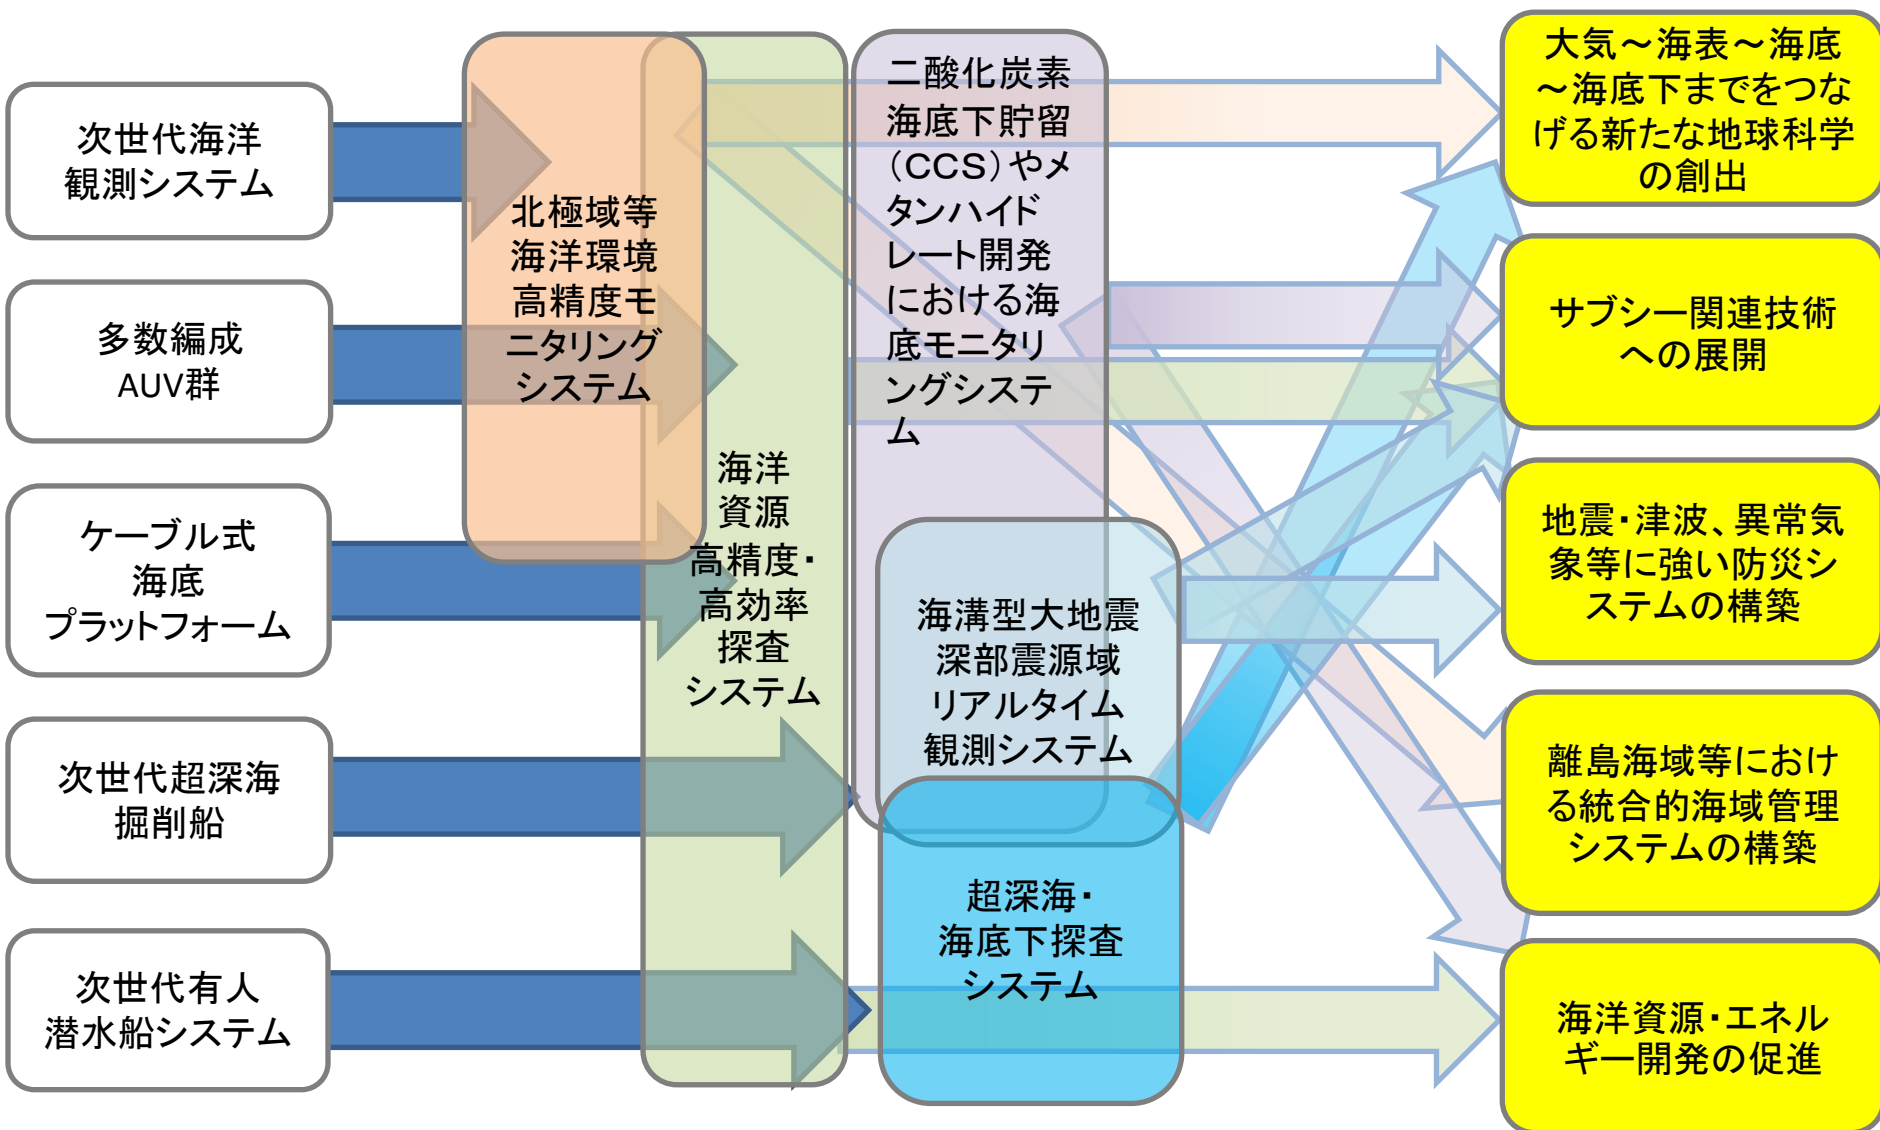 次世代海洋
観測システム
多数編成
AUV群
ケーブル式
海底
プラットフォーム
次世代超深海
掘削船
次世代有人
潜水船システム
北極域等
海洋環境
高精度モ
ニタリング
システム
海洋
資源
高精度・
高効率
探査
システム
二酸化炭素
海底下貯留
（CCS）やメ
タンハイド
レート開発
における海
底モニタリ
ングシステ
ム
海溝型大地震
深部震源域
リアルタイム
観測システム
超深海・
海底下探査
システム
大気～海表～海底
～海底下までをつな
げる新たな地球科学
の創出
サブシー関連技術
への展開
地震・津波、異常気
象等に強い防災シ
ステムの構築
離島海域等におけ
る統合的海域管理
システムの構築
海洋資源・エネル
ギー開発の促進